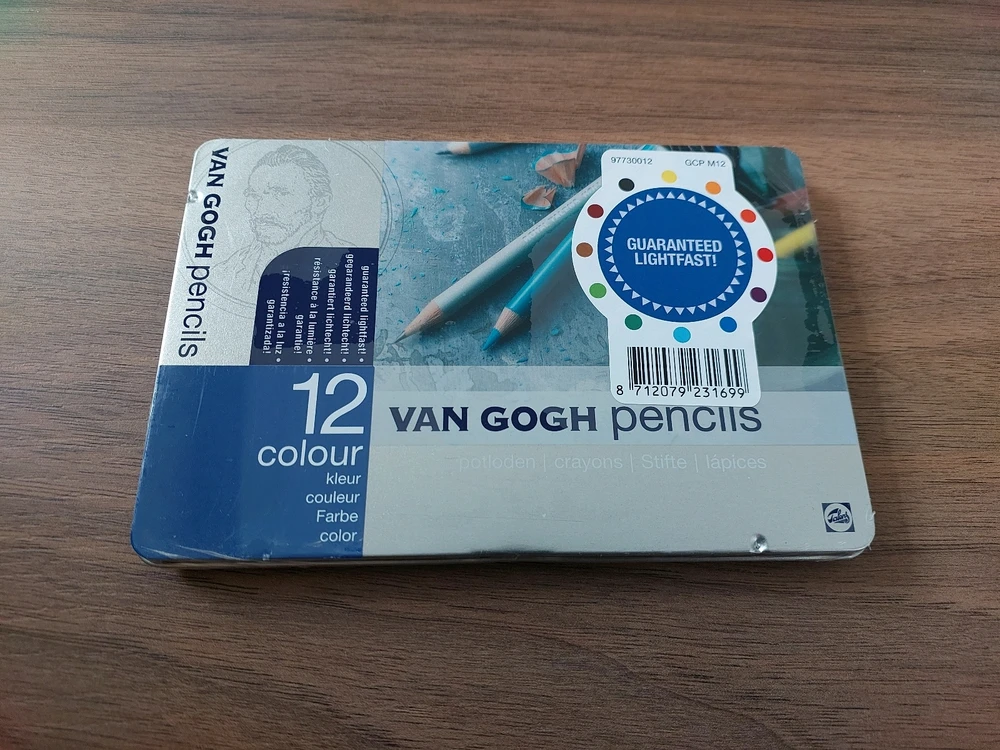 97730012 GCP M12
GUARANTEED
LIGHTFAST!
8 712079 231699
VAN GOGH pencils
guaranteed lightfast! •
gegarandeerd lichtecht! •
garantiert lichtecht! •
résistance à la lumière
garantie! •
¡resistencia a la luz
garantizada! •
12
colour
kleur
couleur
Farbe
color
VAN GOGH pencils
potloden | crayons | Stifte | lápices
Talens